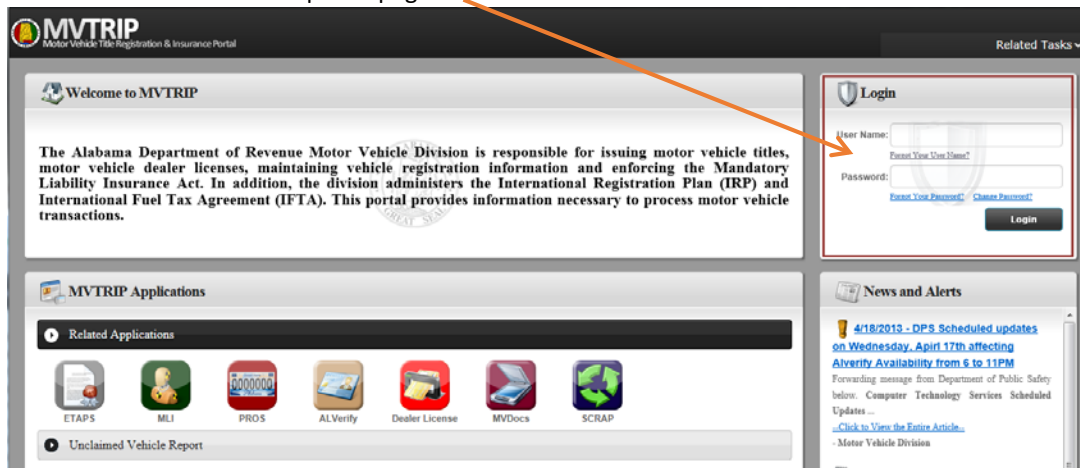 MVTRIP
Motor Vehicle Title Registration & Insurance Portal
Related Tasks
Welcome to MVTRIP
The Alabama Department of Revenue Motor Vehicle Division is responsible for issuing motor vehicle titles,
motor vehicle dealer licenses, maintaining vehicle registration information and enforcing the Mandatory
Liability Insurance Act. In addition, the division administers the International Registration Plan (IRP) and
International Fuel Tax Agreement (IFTA). This portal provides information necessary to process motor vehicle
transactions.
GREAT SEAL
Login
User Name:
Forgot Your User Name?
Password:
Forgot Your Password? Change Password?
Login
MVTRIP Applications
Related Applications
0000000
ETAPS MLI PROS ALVerify Dealer License MVDocs SCRAP
Unclaimed Vehicle Report
News and Alerts
4/18/2013 - DPS Scheduled updates
on Wednesday, Apirl 17th affecting
Alverify Availability from 6 to 11PM
Forwarding message from Department of Public Safety
below. Computer Technology Services Scheduled
Updates ...
...Click to View the Entire Article...
- Motor Vehicle Division